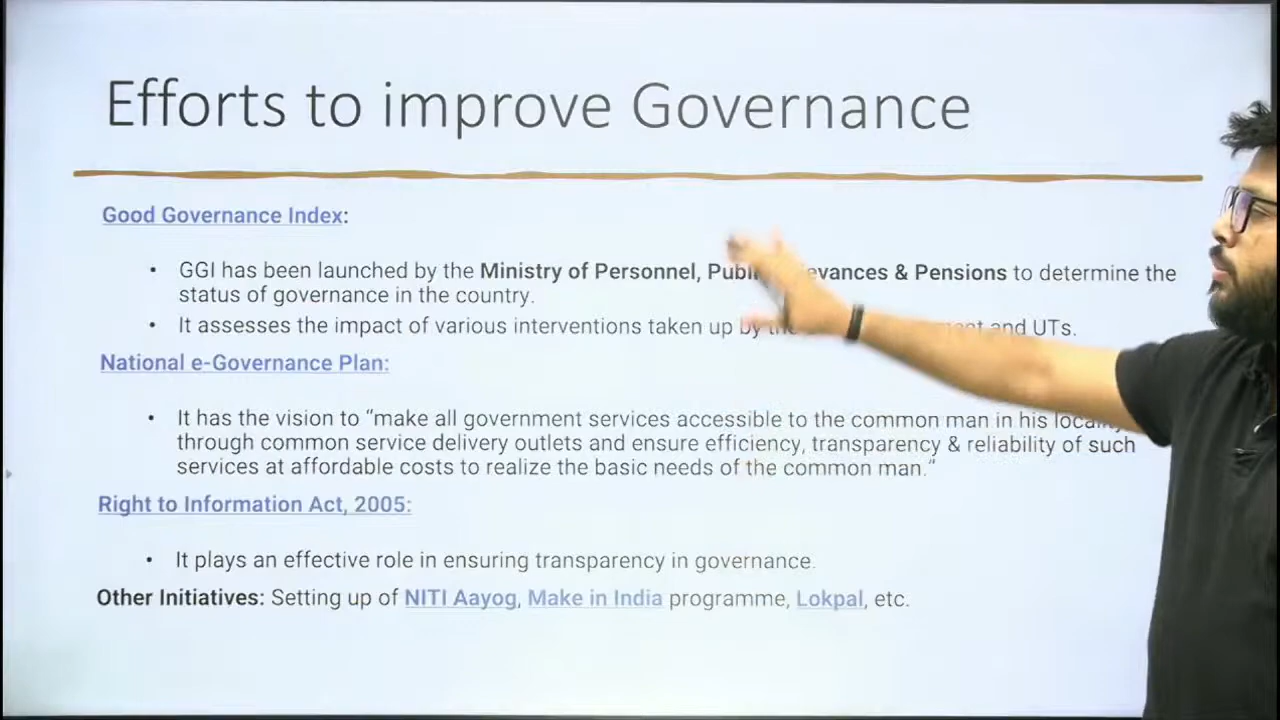 Efforts to improve Governance
Good Governance Index:
• GGI has been launched by the Ministry of Personnel, & Pensions to determine the
status of governance in the country.
• It assesses the impact of various interventions taken up by and UTs.
National e-Governance Plan:
• It has the vision to “make all government services accessible to the common man in his
through common service delivery outlets and ensure efficiency, transparency & reliability of such
services at affordable costs to realize the basic needs of the common man.”
Right to Information Act, 2005:
• It plays an effective role in ensuring transparency in governance.
Other Initiatives: Setting up of NITI Aayog, Make in India programme, Lokpal, etc.